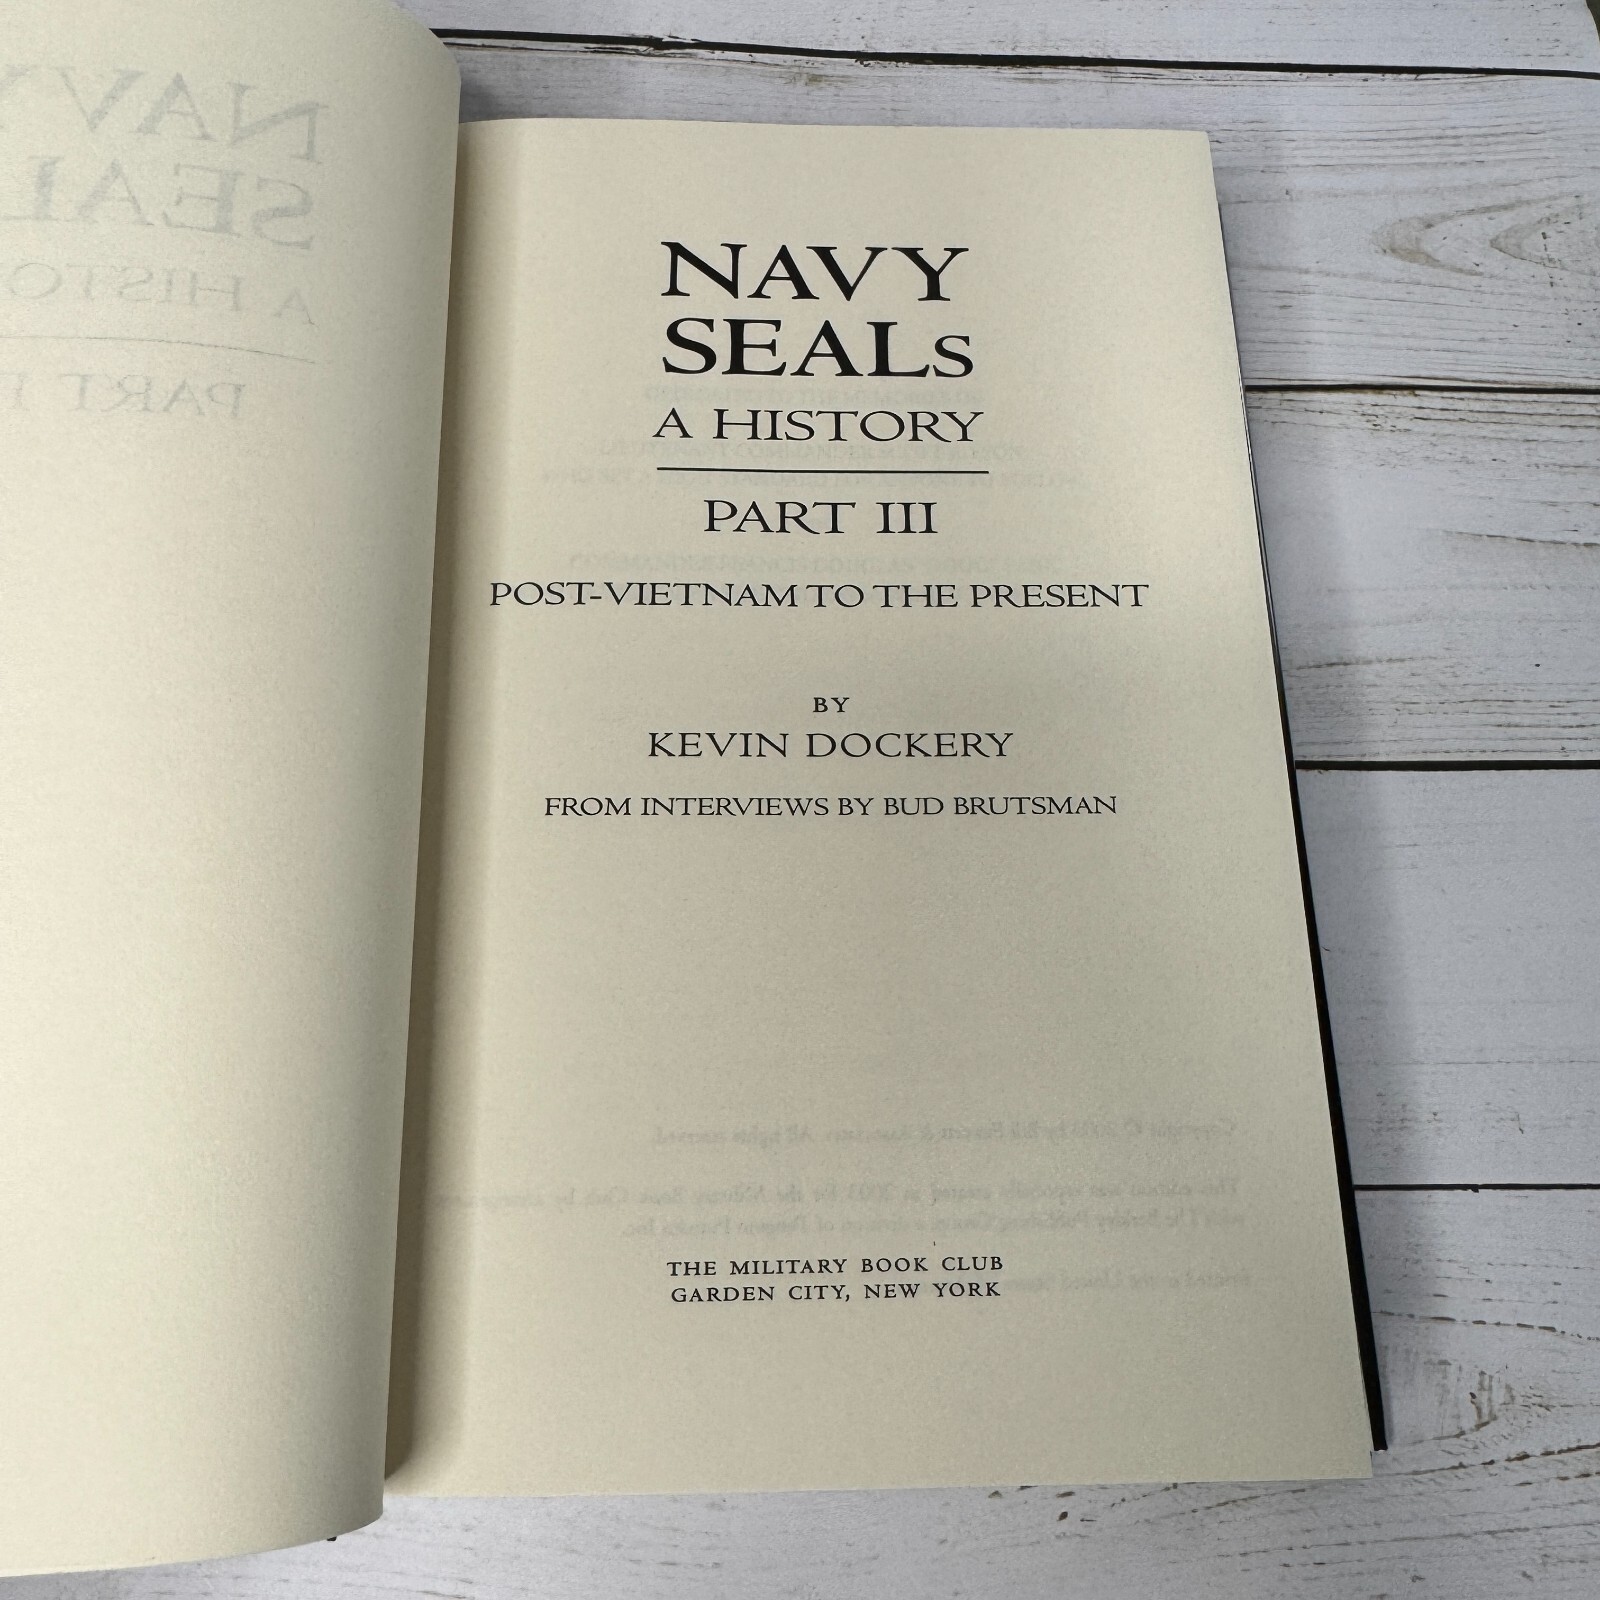 NAVY
SEALs
A HISTORY
PART III
POST-VIETNAM TO THE PRESENT
BY
KEVIN DOCKERY
FROM INTERVIEWS BY BUD BRUTSMAN
THE MILITARY BOOK CLUB
GARDEN CITY, NEW YORK